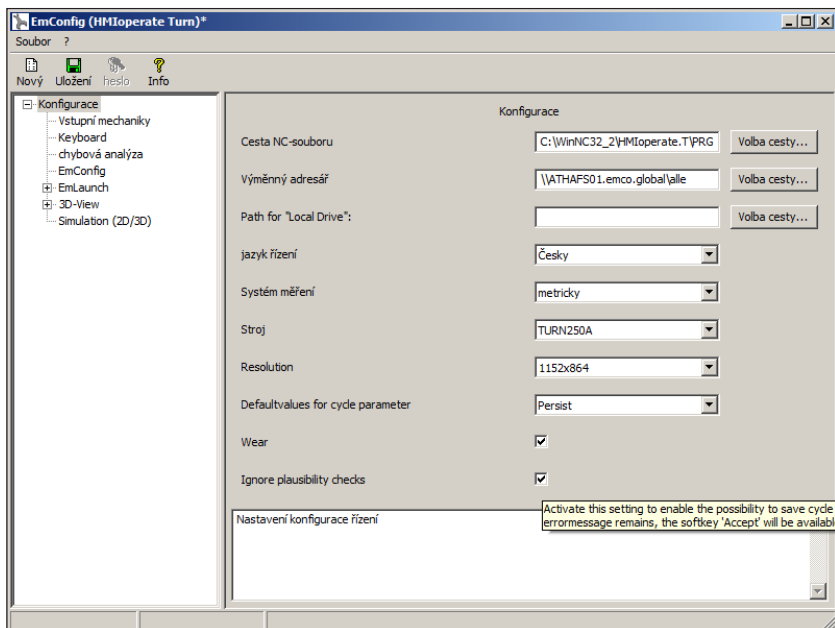 EmConfig (HMIoperate Turn)*
Soubor ?
Nový Uložení heslo Info
Konfigurace
Vstupní mechaniky
Keyboard
chybová analýza
EmConfig
EmLaunch
3D-View
Simulation (2D/3D)
Konfigurace
Cesta NC-souboru C:\WinNC32_2\HMIoperate.T\PRG Volba cesty...
Výměnný adresář \\ATHAFS01.emco.global\alle Volba cesty...
Path for "Local Drive": Volba cesty...
jazyk řízení Česky
Systém měření metricky
Stroj TURN250A
Resolution 1152x864
Defaultvalues for cycle parameter Persist
Wear
Ignore plausibility checks
Activate this setting to enable the possibility to save cycle
errormessage remains, the softkey 'Accept' will be availabl
Nastavení konfigurace řízení